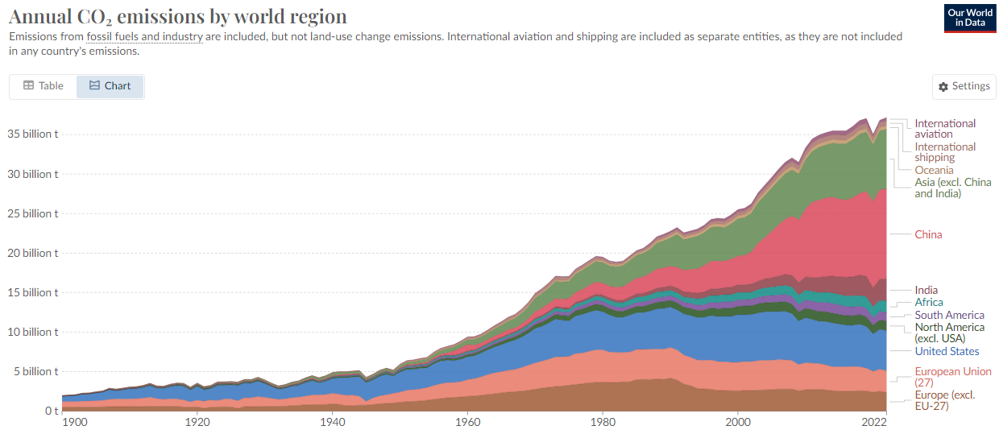 Annual CO₂ emissions by world region
Our World
in Data
Emissions from fossil fuels and industry are included, but not land-use change emissions. International aviation and shipping are included as separate entities, as they are not included
in any country's emissions.
Table
Chart
Settings
35 billion t
30 billion t
25 billion t
20 billion t
15 billion t
10 billion t
5 billion t
0 t
International
aviation
International
shipping
Oceania
Asia (excl. China
and India)
China
India
Africa
South America
North America
(excl. USA)
United States
European Union
(27)
Europe (excl.
EU-27)
1900
1920
1940
1960
1980
2000
2022